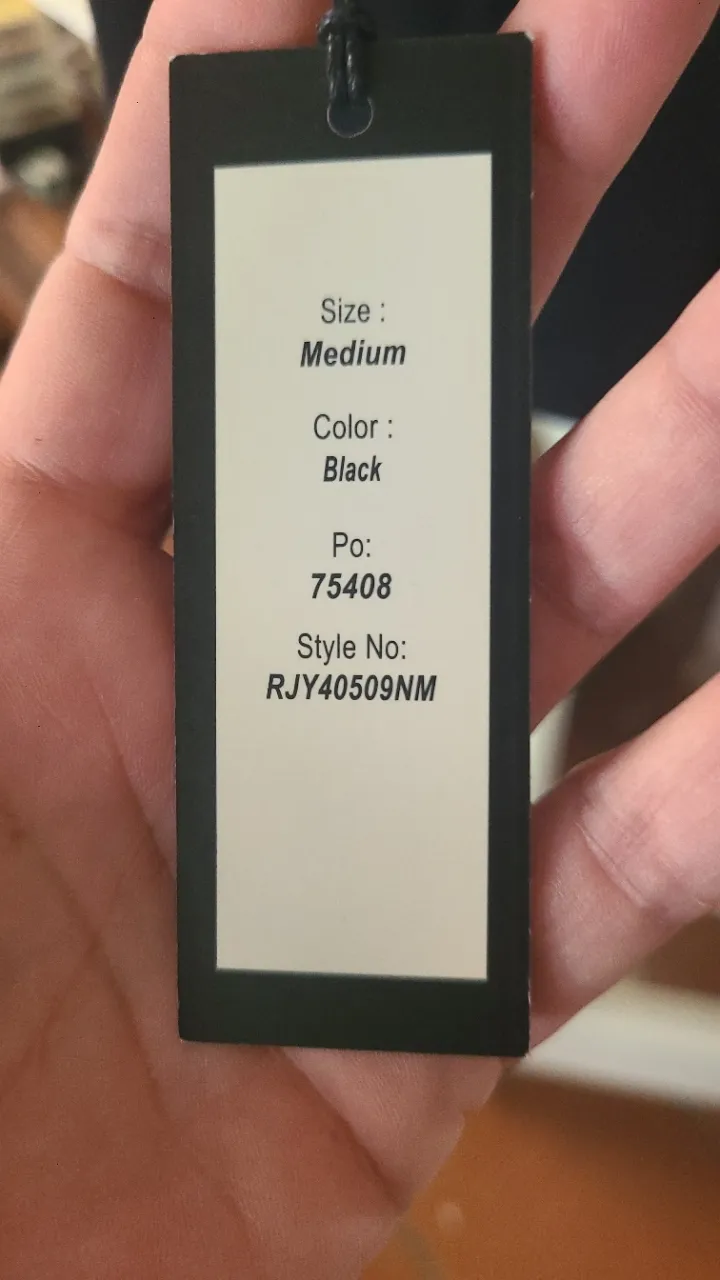 Size :
Medium
Color :
Black
Po:
75408
Style No:
RJY40509NM